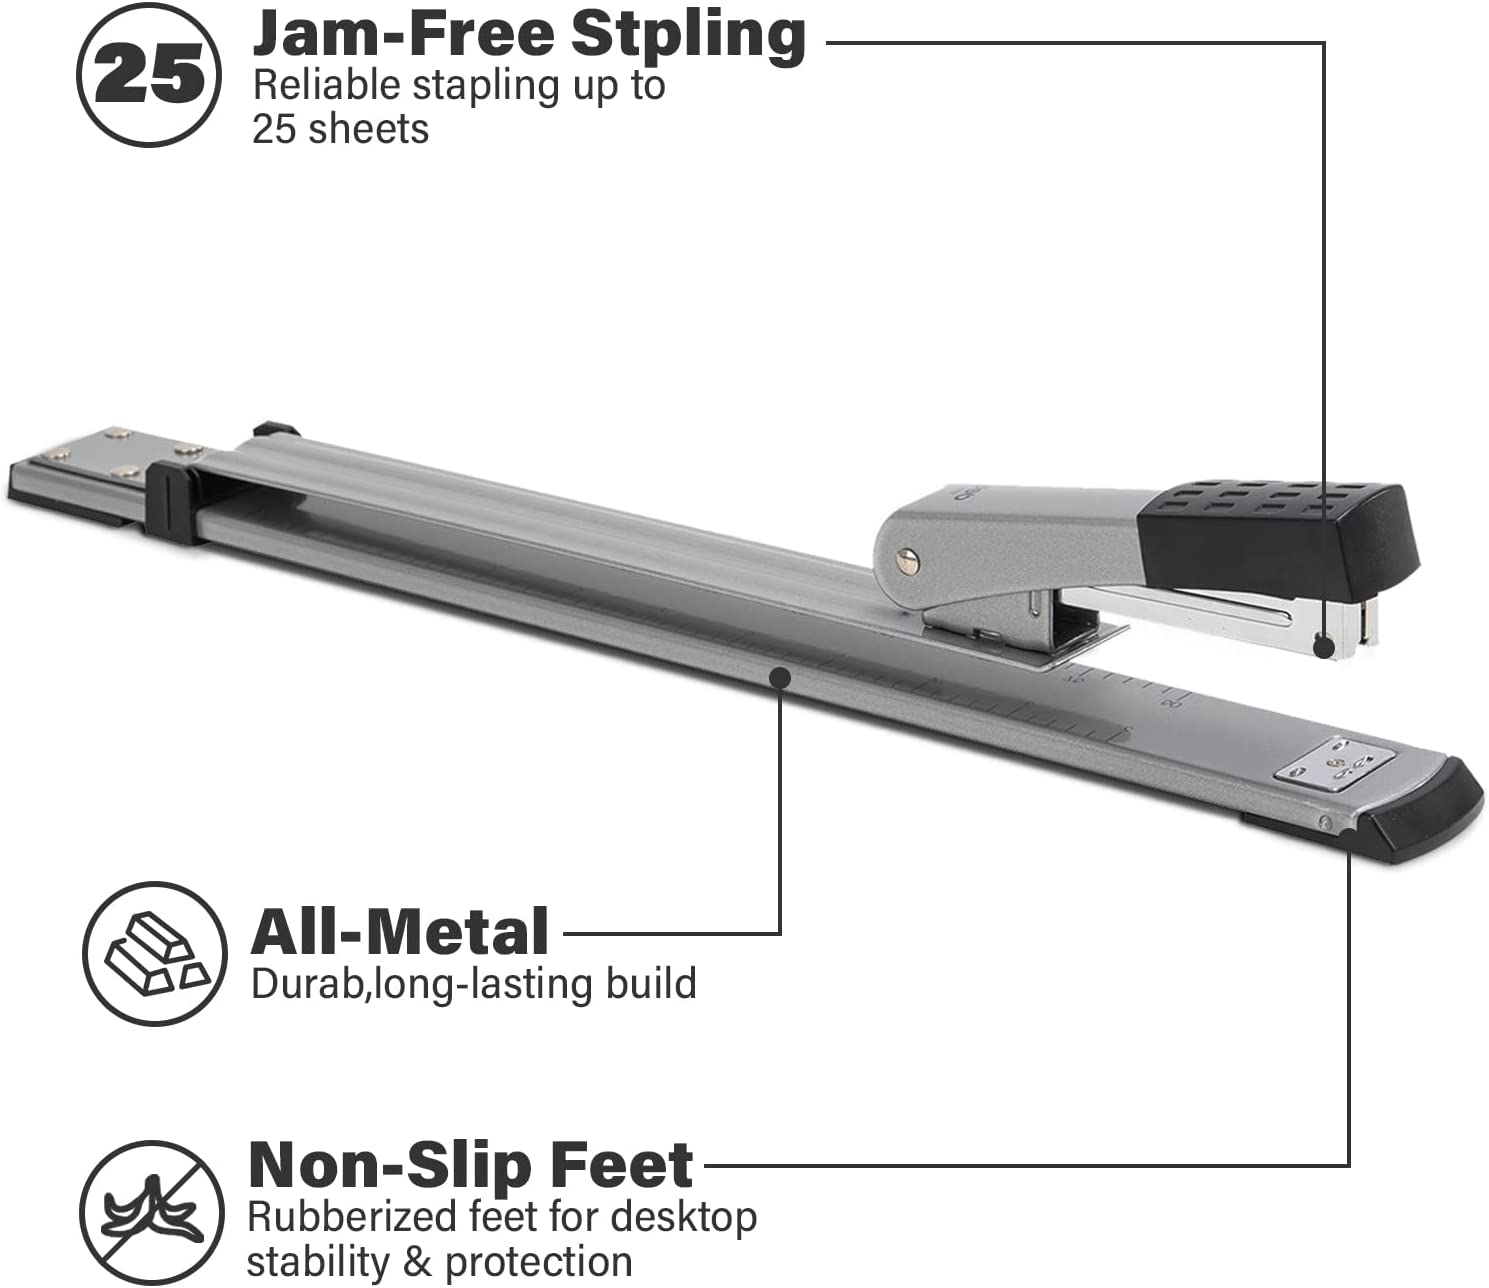 25
Jam-Free Stpling
Reliable stapling up to
25 sheets
All-Metal
Durab,long-lasting build
Non-Slip Feet
Rubberized feet for desktop
stability & protection